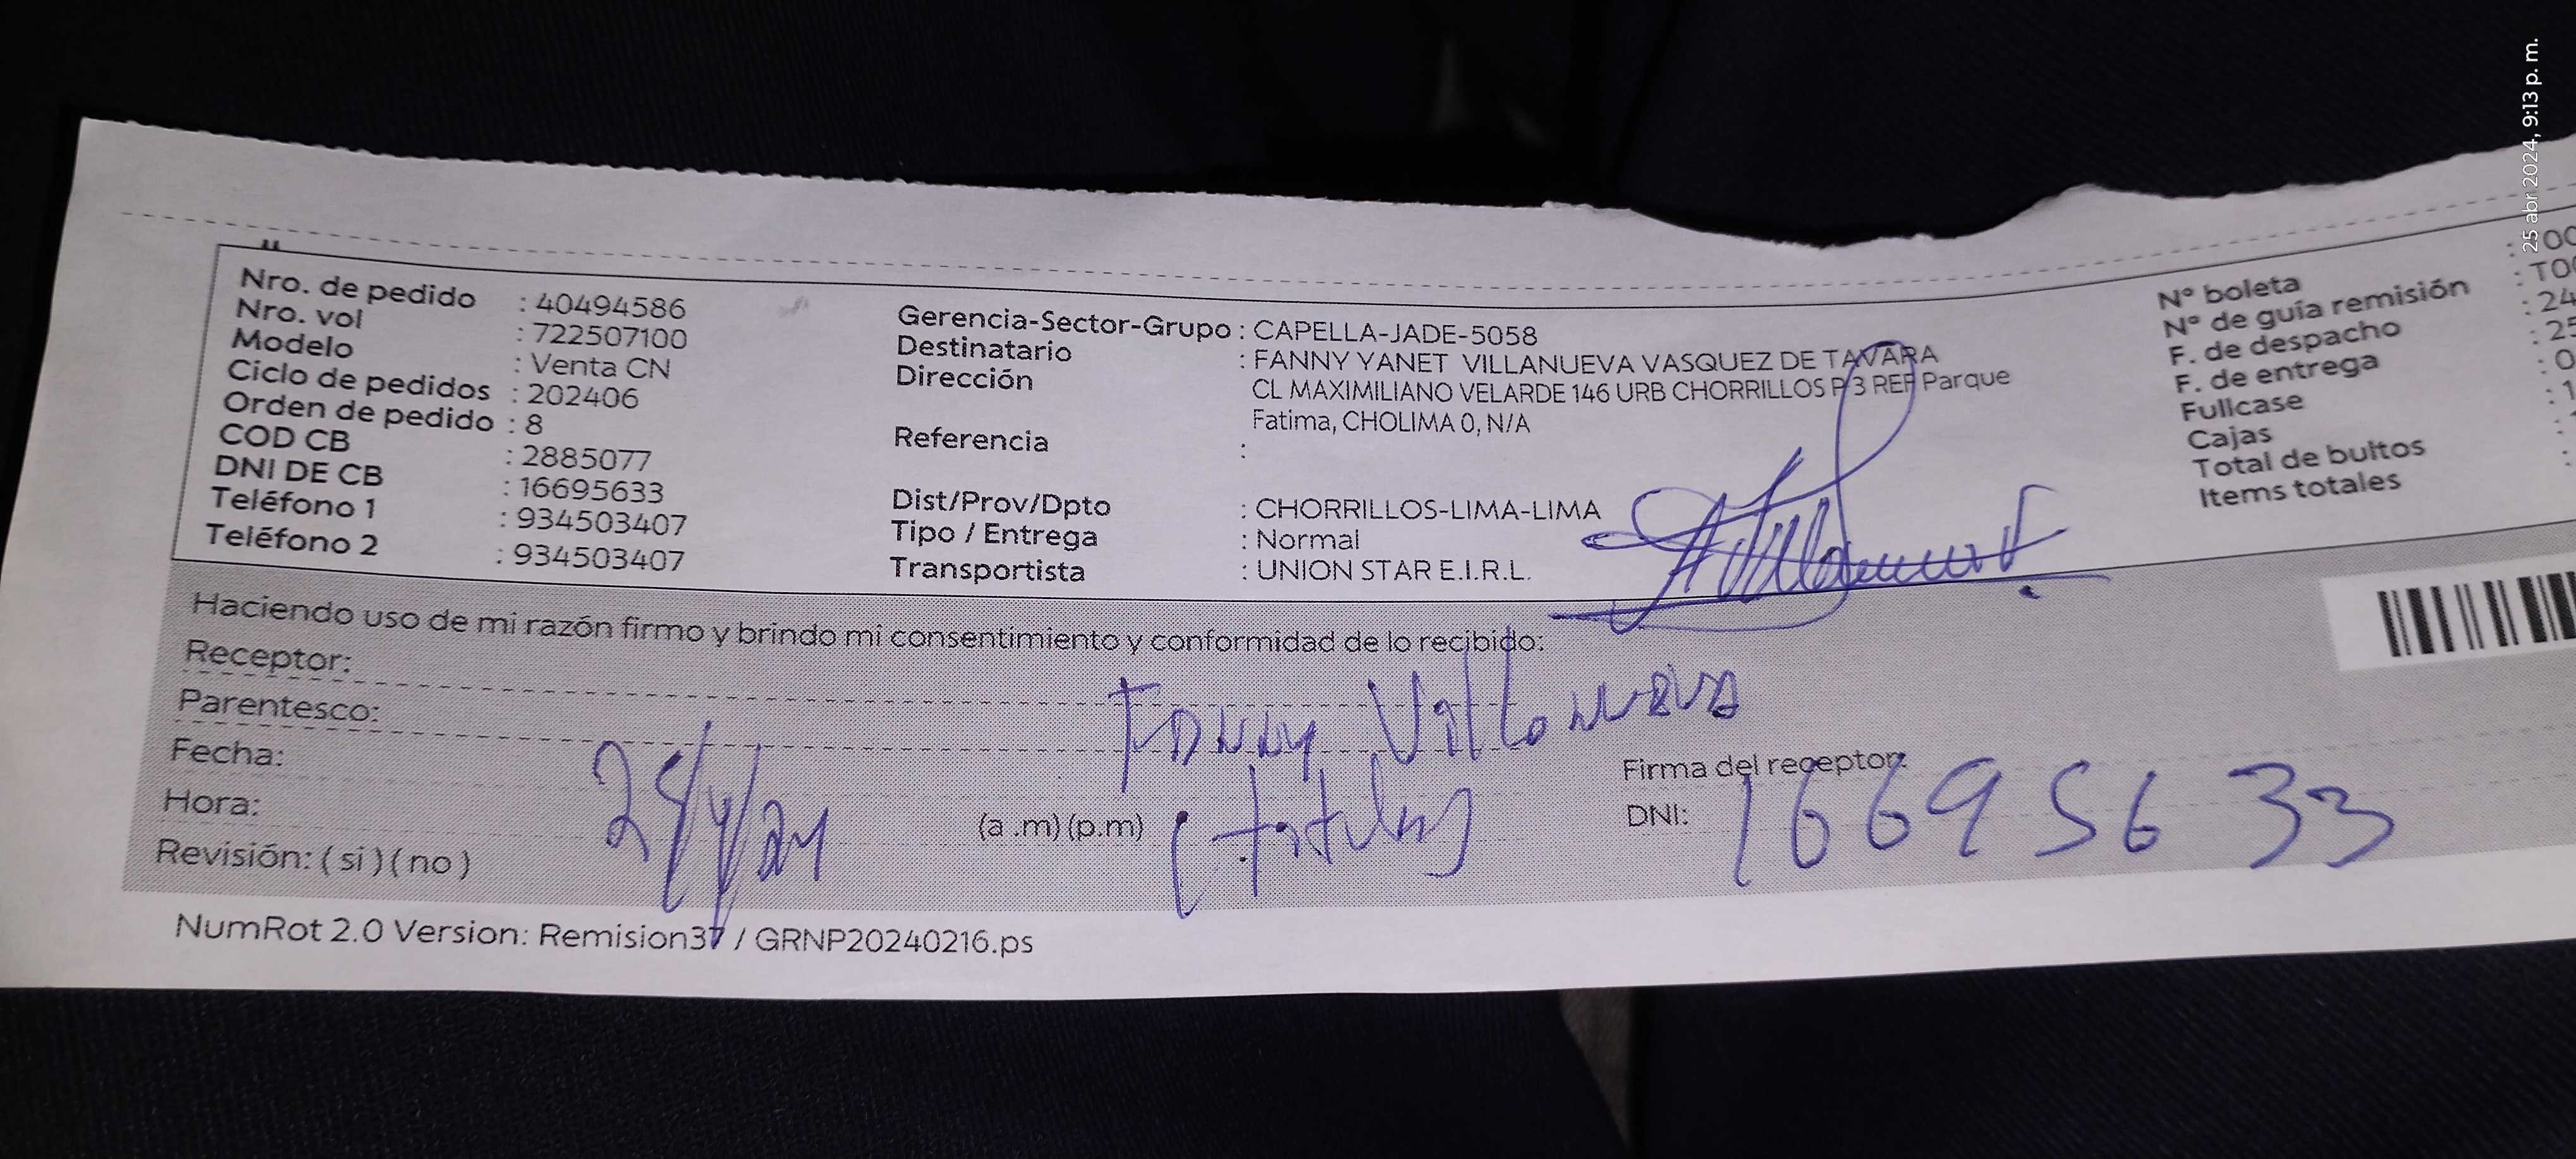 25 abr 2024, 9:13 p. m.
Nro. de pedido : 40494586
Nro. vol : 722507100
Modelo : Venta CN
Ciclo de pedidos : 202406
Orden de pedido : 8
COD CB : 2885077
DNI DE CB : 16695633
Teléfono 1 : 934503407
Teléfono 2 : 934503407
Gerencia-Sector-Grupo : CAPELLA-JADE-5058
Destinatario : FANNY YANET VILLANUEVA VASQUEZ DE TAVARA
Dirección CL MAXIMILIANO VELARDE 146 URB CHORRILLOS P 3 REF Parque
Fatima, CHOLIMA 0, N/A
Referencia :
Dist/Prov/Dpto : CHORRILLOS-LIMA-LIMA
Tipo / Entrega : Normal
Transportista : UNION STAR E.I.R.L.
N° boleta :
N° de guía remisión :
F. de despacho : 24
F. de entrega : 25
Fullcase
Cajas
Total de bultos
Items totales
Haciendo uso de mi razón firmo y brindo mi consentimiento y conformidad de lo recibido:
Receptor: Fanny Villanueva
Parentesco: (titular)
Fecha:
Hora: (a .m) (p.m)
Revisión: ( si ) ( no )
Firma del receptor:
DNI: 16695633
NumRot 2.0 Version: Remision37 / GRNP20240216.ps